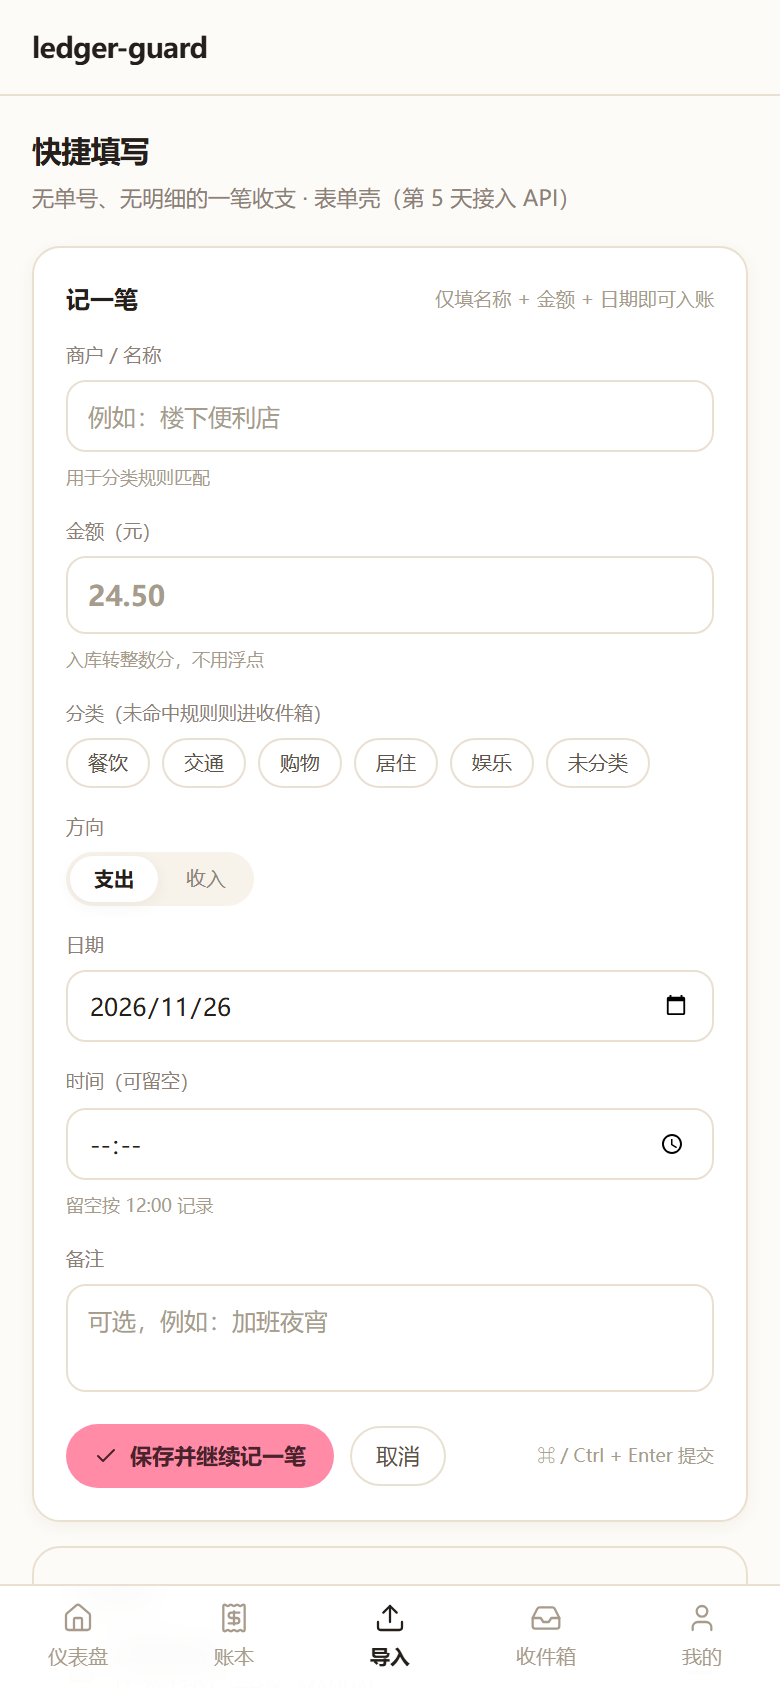 ledger-guard
快捷填写
无单号、无明细的一笔收支 · 表单壳（第 5 天接入 API）
记一笔
仅填名称 + 金额 + 日期即可入账
商户 / 名称
例如：楼下便利店
用于分类规则匹配
金额（元）
24.50
入库转整数分，不用浮点
分类（未命中规则则进收件箱）
餐饮 交通 购物 居住 娱乐 未分类
方向
支出 收入
日期
2026/11/26
时间（可留空）
--:--
留空按 12:00 记录
备注
可选，例如：加班夜宵
保存并继续记一笔 取消 ⌘ / Ctrl + Enter 提交
仪表盘 账本 导入 收件箱 我的